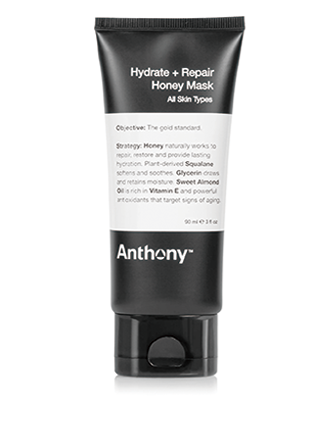 Hydrate + Repair
Honey Mask
All Skin Types
Objective: The gold standard.
Strategy: Honey naturally works to
repair, restore and provide lasting
hydration. Plant-derived Squalane
softens and soothes. Glycerin draws
and retains moisture. Sweet Almond
Oil is rich in Vitamin E and powerful
antioxidants that target signs of aging.
90 ml ℮ 3 fl oz
Anthony™